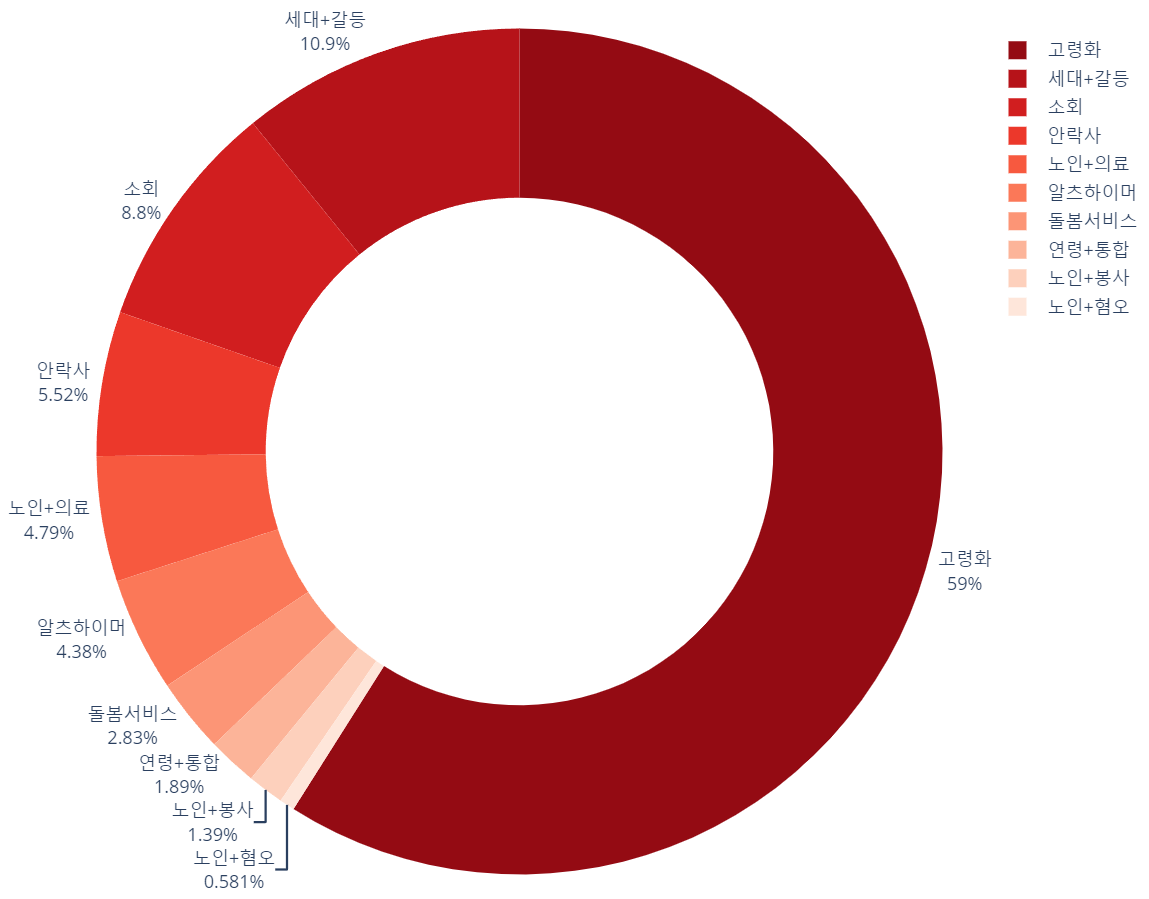 세대+갈등
10.9%
소회
8.8%
안락사
5.52%
노인+의료
4.79%
알츠하이머
4.38%
돌봄서비스
2.83%
연령+통합
1.89%
노인+봉사
1.39%
노인+혐오
0.581%
고령화
59%
고령화
세대+갈등
소회
안락사
노인+의료
알츠하이머
돌봄서비스
연령+통합
노인+봉사
노인+혐오